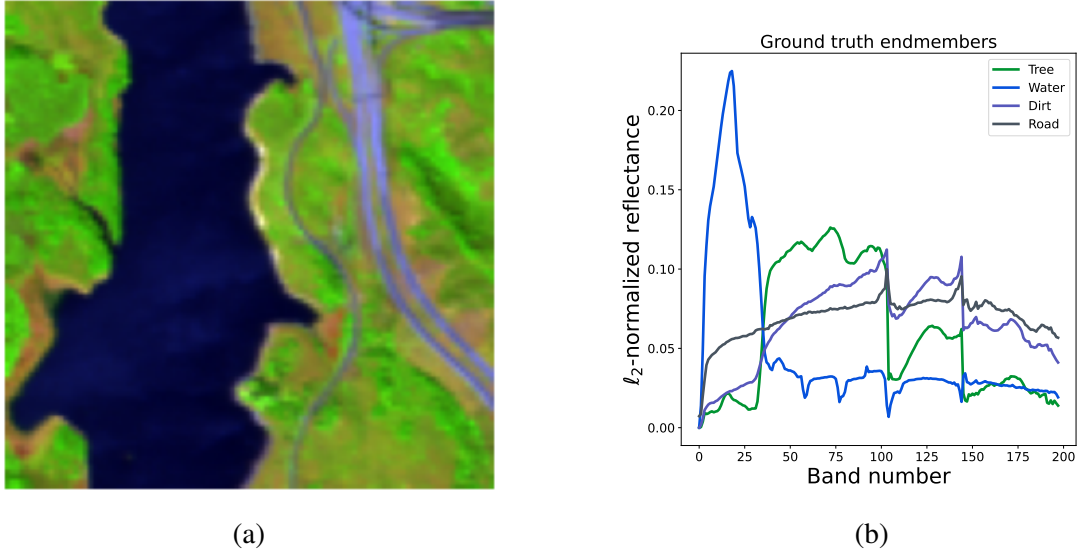 Ground truth endmembers
Tree
Water
Dirt
Road
ℓ2-normalized reflectance
0.20
0.15
0.10
0.05
0.00
0 25 50 75 100 125 150 175 200
Band number
(a) (b)